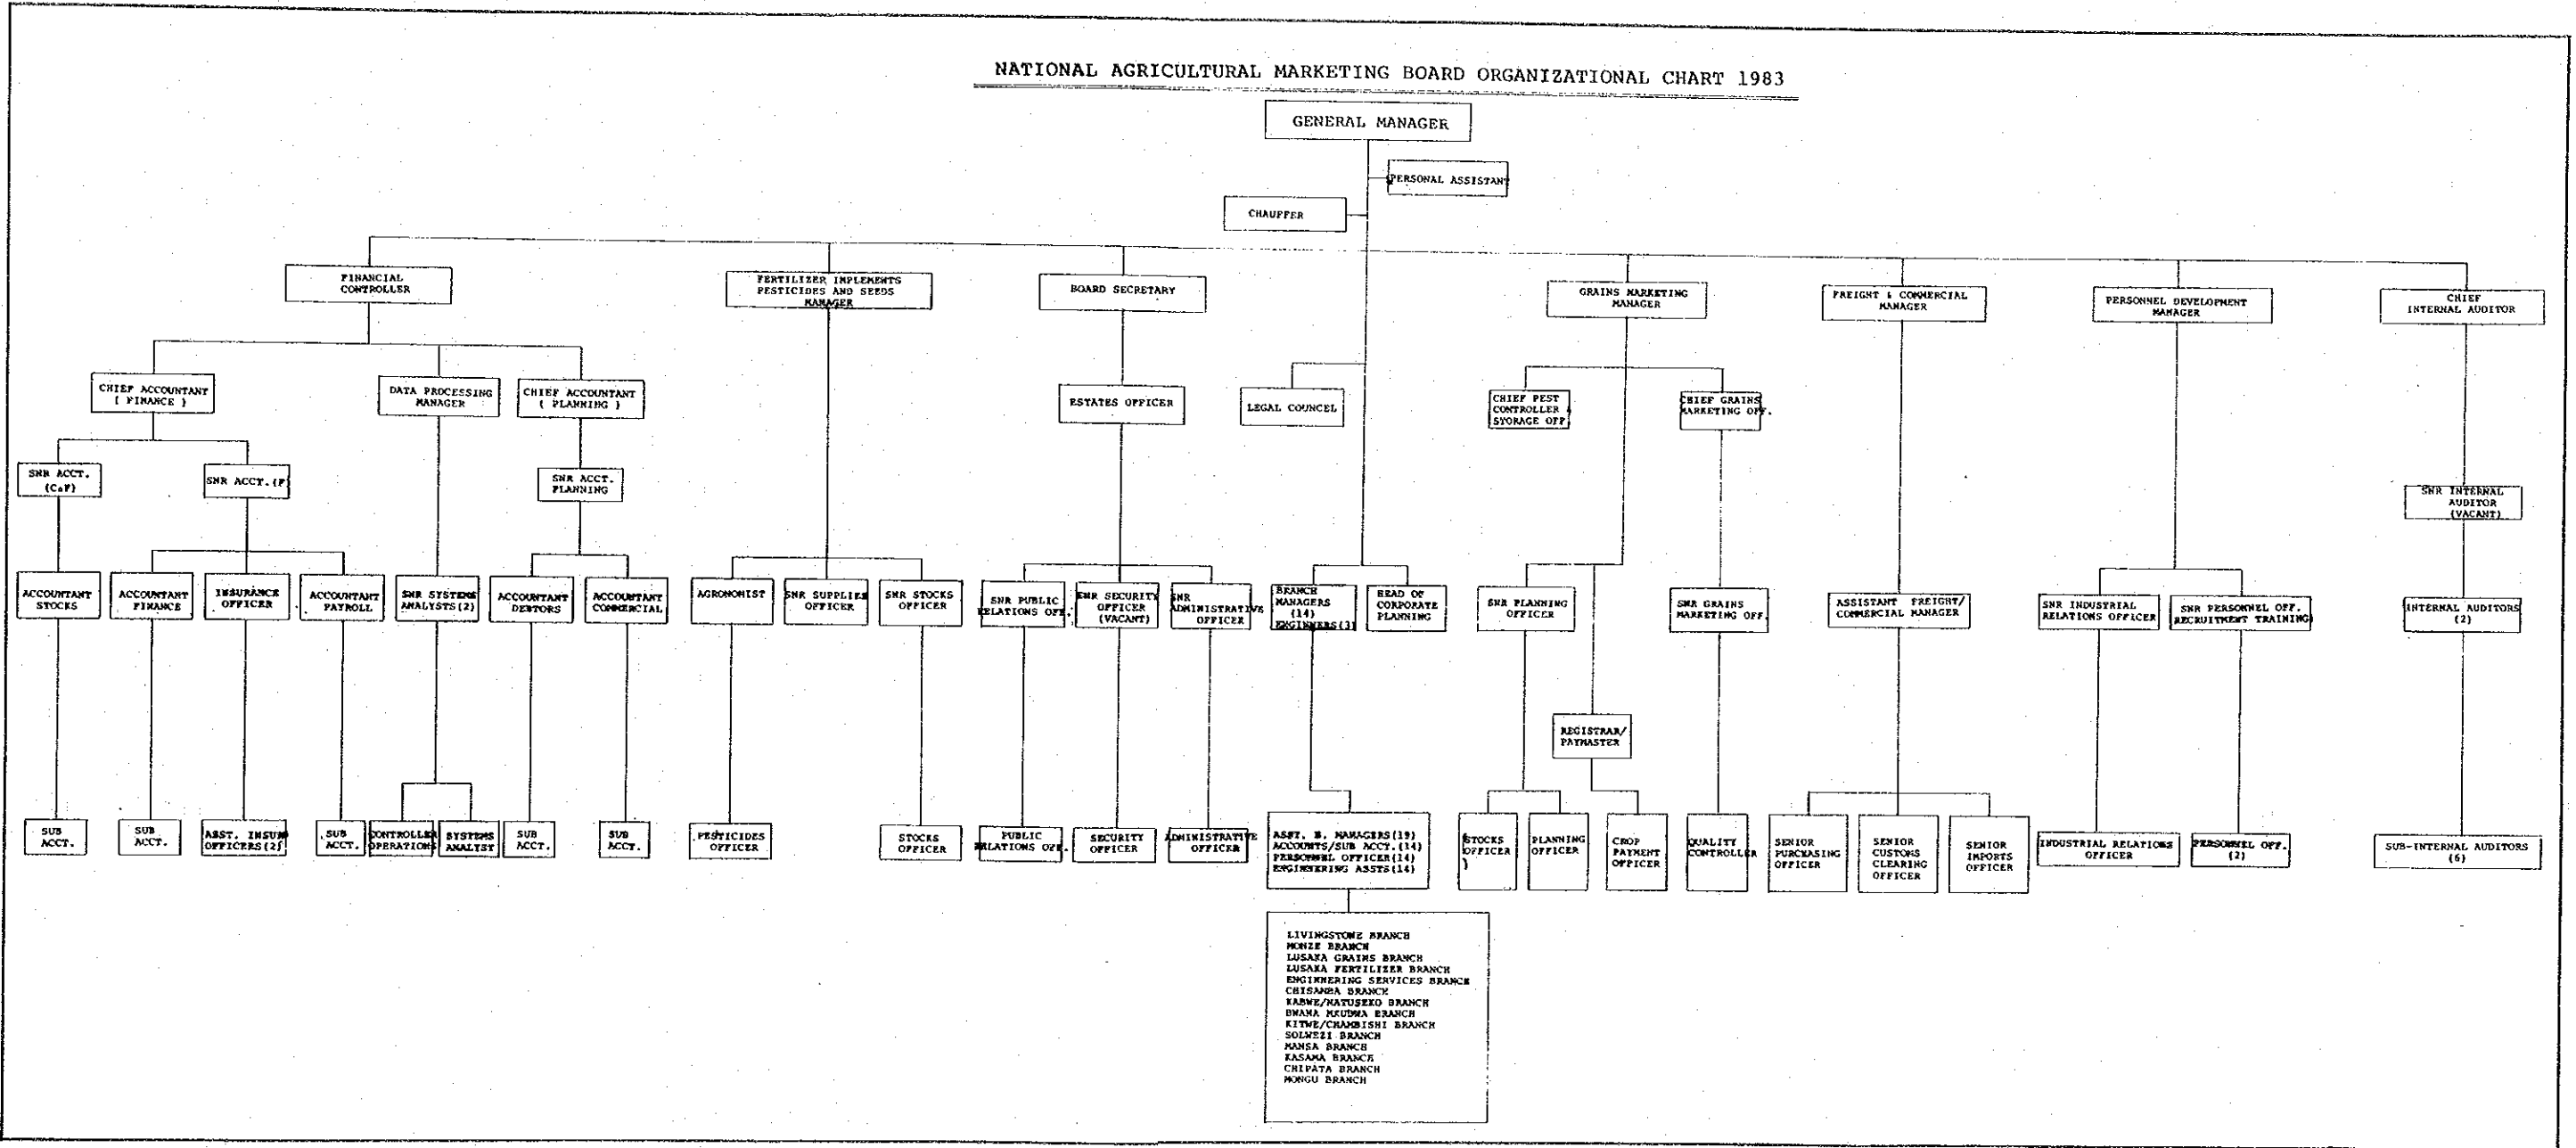 NATIONAL AGRICULTURAL MARKETING BOARD ORGANIZATIONAL CHART 1983
GENERAL MANAGER
PERSONAL ASSISTANT
CHAUFFER
FINANCIAL
CONTROLLER
FERTILIZER IMPLEMENTS
PESTICIDES AND SEEDS
MANAGER
BOARD SECRETARY
GRAINS MARKETING
MANAGER
FREIGHT & COMMERCIAL
MANAGER
PERSONNEL DEVELOPMENT
MANAGER
CHIEF
INTERNAL AUDITOR
CHIEF ACCOUNTANT
( FINANCE )
DATA PROCESSING
MANAGER
CHIEF ACCOUNTANT
( PLANNING )
ESTATES OFFICER
LEGAL COUNCEL
CHIEF PEST
CONTROLLER &
STORAGE OFF
CHIEF GRAINS
MARKETING OFF.
SNR ACCT.
(C&F)
SNR ACCT.(F
SNR ACCT.
PLANNING
SNR INTERNAL
AUDITOR
(VACANT)
ACCOUNTANT
STOCKS
ACCOUNTANT
FINANCE
INSURANCE
OFFICER
ACCOUNTANT
PAYROLL
SNR SYSTEMS
ANALYSTS(2)
ACCOUNTANT
DEBTORS
ACCOUNTANT
COMMERCIAL
AGRONOMIST
SNR SUPPLIES
OFFICER
SNR STOCKS
OFFICER
SNR PUBLIC
RELATIONS OFF.
SNR SECURITY
OFFICER
(VACANT)
SNR
ADMINISTRATIVE
OFFICER
BRANCH
MANAGERS
(14)
ENGINEERS(3)
HEAD OF
CORPORATE
PLANNING
SNR PLANNING
OFFICER
SNR GRAINS
MARKETING OFF.
ASSISTANT FREIGHT/
COMMERCIAL MANAGER
SNR INDUSTRIAL
RELATIONS OFFICER
SNR PERSONNEL OFF.
RECRUITMENT TRAINING)
INTERNAL AUDITORS
(2)
REGISTRAR/
PAYMASTER
SUB
ACCT.
SUB
ACCT.
ASST. INSUR
OFFICERS(2)
SUB
ACCT.
CONTROLLER
OPERATIONS
SYSTEMS
ANALYST
SUB
ACCT.
SUB
ACCT.
PESTICIDES
OFFICER
STOCKS
OFFICER
PUBLIC
RELATIONS OFF.
SECURITY
OFFICER
ADMINISTRATIVE
OFFICER
ASST. B. MANAGERS(19)
ACCOUNTS/SUB ACCT.(14)
PERSONNEL OFFICER(14)
ENGINEERING ASSTS(14)
STOCKS
OFFICER
)
PLANNING
OFFICER
CROP
PAYMENT
OFFICER
QUALITY
CONTROLLER
SENIOR
PURCHASING
OFFICER
SENIOR
CUSTOMS
CLEARING
OFFICER
SENIOR
IMPORTS
OFFICER
INDUSTRIAL RELATIONS
OFFICER
PERSONNEL OFF.
(2)
SUB-INTERNAL AUDITORS
(6)
LIVINGSTONE BRANCH
MONZE BRANCH
LUSAKA GRAINS BRANCH
LUSAKA FERTILIZER BRANCH
ENGINNERING SERVICES BRANCH
CHISAMBA BRANCH
KABWE/NATUSEKO BRANCH
BWANA MKUBWA BRANCH
KITWE/CHAMBISHI BRANCH
SOLWEZI BRANCH
MANSA BRANCH
KASAMA BRANCH
CHIPATA BRANCH
MONGU BRANCH